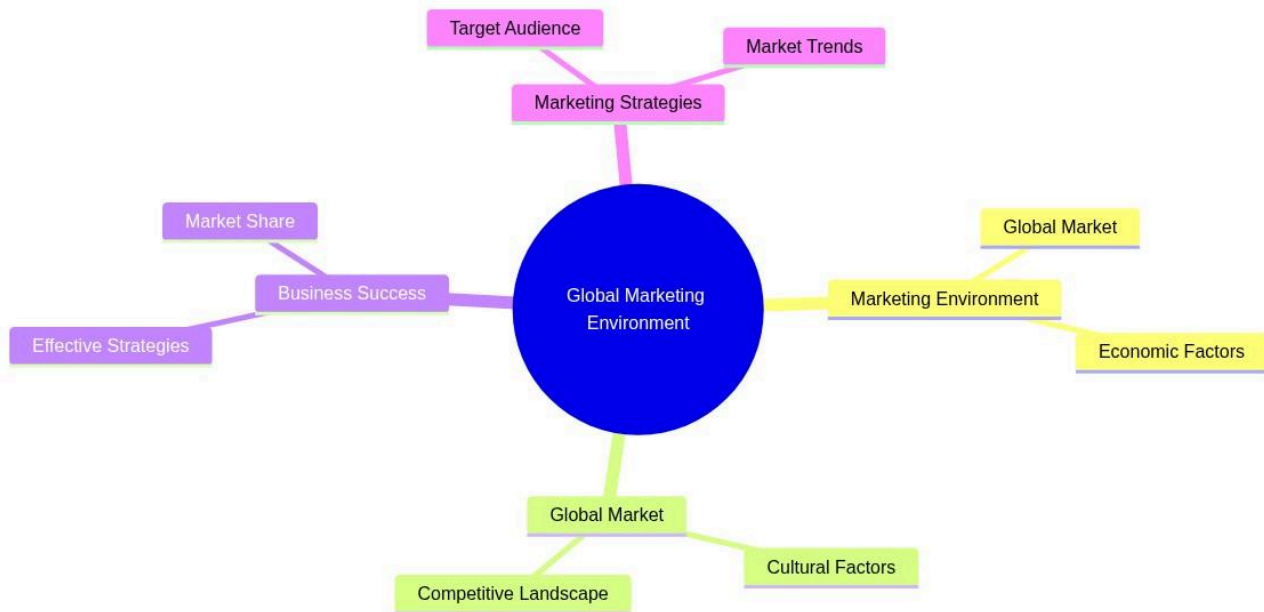 Target Audience
Market Trends
Marketing Strategies
Market Share
Global Market
Business Success
Global Marketing
Environment
Marketing Environment
Effective Strategies
Economic Factors
Global Market
Cultural Factors
Competitive Landscape